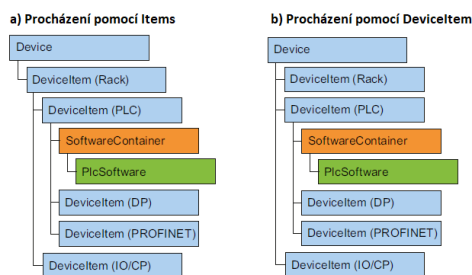 a) Procházení pomocí Items
Device
DeviceItem (Rack)
DeviceItem (PLC)
SoftwareContainer
PlcSoftware
DeviceItem (DP)
DeviceItem (PROFINET)
DeviceItem (IO/CP)
b) Procházení pomocí DeviceItem
Device
DeviceItem (Rack)
DeviceItem (PLC)
SoftwareContainer
PlcSoftware
DeviceItem (DP)
DeviceItem (PROFINET)
DeviceItem (IO/CP)